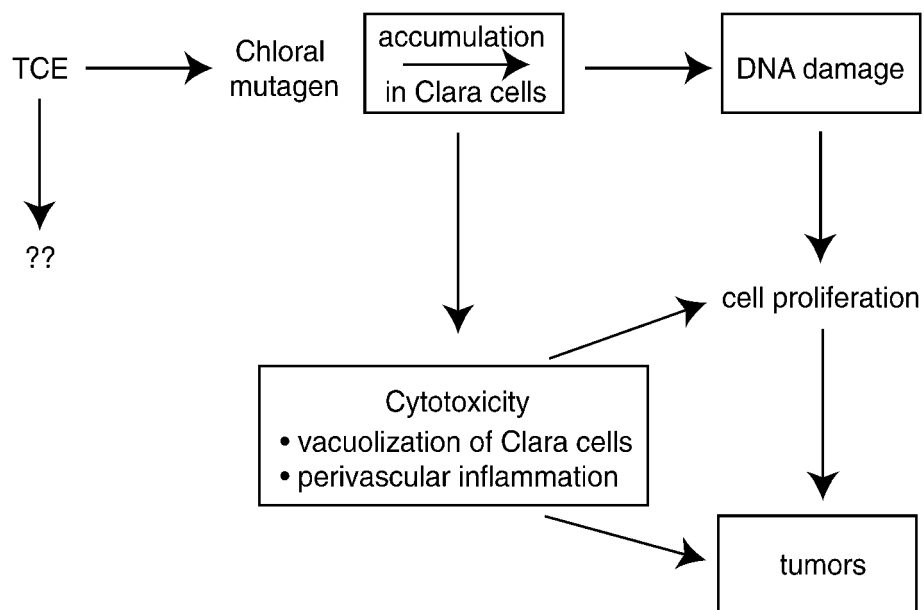 TCE
Chloral
mutagen
accumulation
in Clara cells
DNA damage
??
cell proliferation
Cytotoxicity
• vacuolization of Clara cells
• perivascular inflammation
tumors